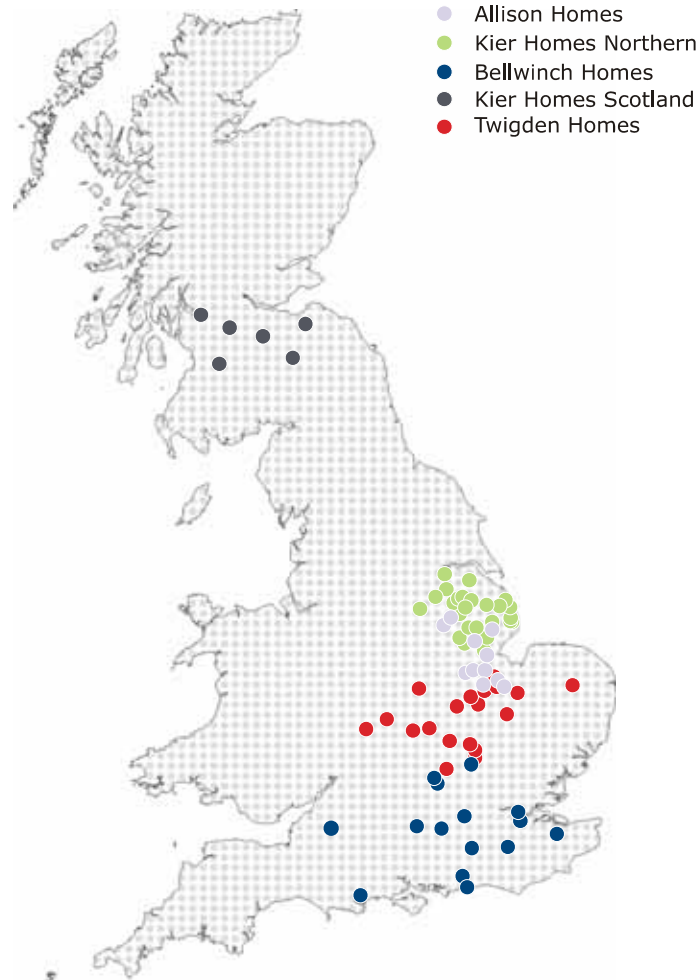 Allison Homes
Kier Homes Northern
Bellwinch Homes
Kier Homes Scotland
Twigden Homes